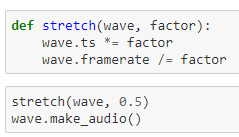 def stretch(wave, factor):
    wave.ts *= factor
    wave.framerate /= factor
stretch(wave, 0.5)
wave.make_audio()